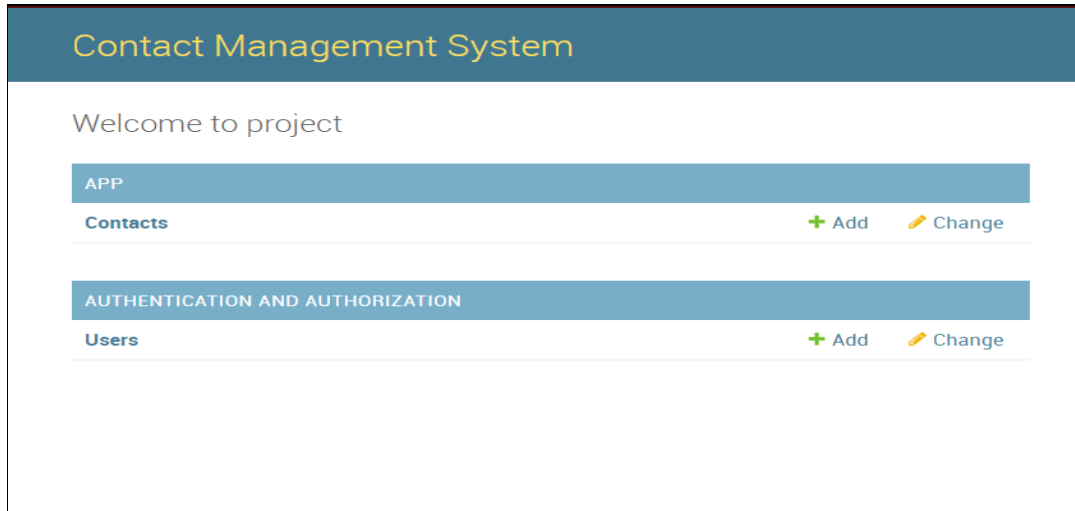 Contact Management System
Welcome to project
APP
Contacts + Add Change
AUTHENTICATION AND AUTHORIZATION
Users + Add Change